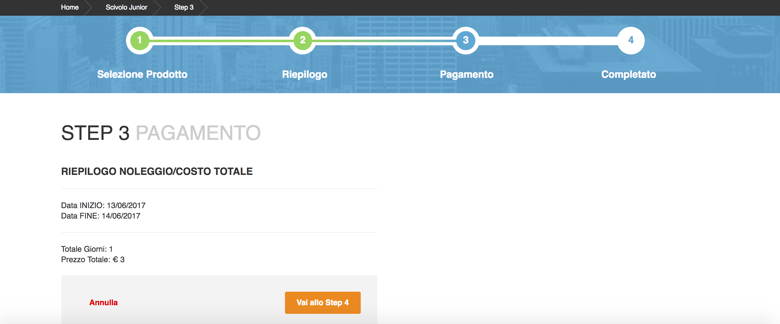 Home Scivolo Junior Step 3
1 2 3 4
Selezione Prodotto Riepilogo Pagamento Completato
STEP 3 PAGAMENTO
RIEPILOGO NOLEGGIO/COSTO TOTALE
Data INIZIO: 13/06/2017
Data FINE: 14/06/2017
Totale Giorni: 1
Prezzo Totale: € 3
Annulla Vai allo Step 4